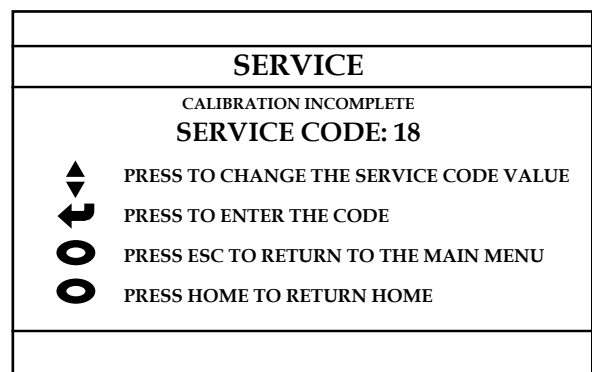 SERVICE
CALIBRATION INCOMPLETE
SERVICE CODE: 18
PRESS TO CHANGE THE SERVICE CODE VALUE
PRESS TO ENTER THE CODE
PRESS ESC TO RETURN TO THE MAIN MENU
PRESS HOME TO RETURN HOME